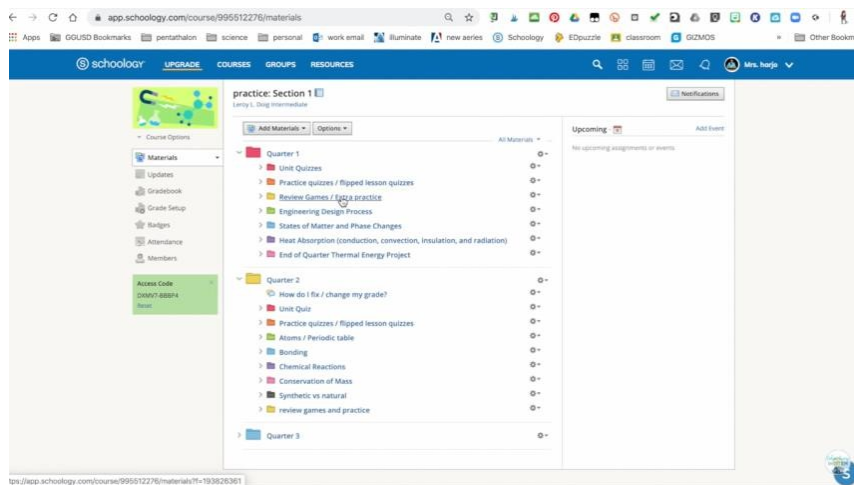 app.schoology.com/course/995512276/materials
Apps GGUSD Bookmarks pentathalon science personal work email illuminate new aeries Schoology EDpuzzle classroom GIZMOS » Other Bookm
schoology UPGRADE COURSES GROUPS RESOURCES Mrs. horjo
practice: Section 1
Leroy L. Doig Intermediate
Notifications
Add Materials Options
All Materials
Upcoming
Add Event
No upcoming assignments or events
Course Options
Materials
Updates
Gradebook
Grade Setup
Badges
Attendance
Members
Access Code ×
Reset
Quarter 1
Unit Quizzes
Practice quizzes / flipped lesson quizzes
Review Games / Extra practice
Engineering Design Process
States of Matter and Phase Changes
Heat Absorption (conduction, convection, insulation, and radiation)
End of Quarter Thermal Energy Project
Quarter 2
How do I fix / change my grade?
Unit Quiz
Practice quizzes / flipped lesson quizzes
Atoms / Periodic table
Bonding
Chemical Reactions
Conservation of Mass
Synthetic vs natural
review games and practice
Quarter 3
tps://app.schoology.com/course/995512276/materials?f=193826361